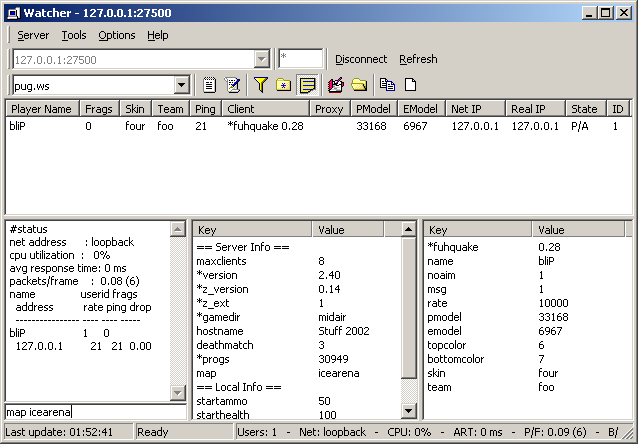 Watcher - 127.0.0.1:27500
Server Tools Options Help
127.0.0.1:27500 * Disconnect Refresh
pug.ws
Player Name Frags Skin Team Ping Client Proxy PModel EModel Net IP Real IP State ID
bliP 0 four foo 21 *fuhquake 0.28 33168 6967 127.0.0.1 127.0.0.1 P/A 1
#status
net address : loopback
cpu utilization : 0%
avg response time: 0 ms
packets/frame : 0.08 (6)
name userid frags
address rate ping drop
---------------- ---- ---- -----
bliP 1 0
127.0.0.1 21 21 0.00
map icearena
Key Value
== Server Info ==
maxclients 8
*version 2.40
*z_version 0.14
*z_ext 1
*gamedir midair
hostname Stuff 2002
deathmatch 3
*progs 30949
map icearena
== Local Info ==
startammo 50
starthealth 100
Key Value
*fuhquake 0.28
name bliP
noaim 1
msg 1
rate 10000
pmodel 33168
emodel 6967
topcolor 6
bottomcolor 7
skin four
team foo
Last update: 01:52:41 Ready Users: 1 - Net: loopback - CPU: 0% - ART: 0 ms - P/F: 0.09 (6) - B/